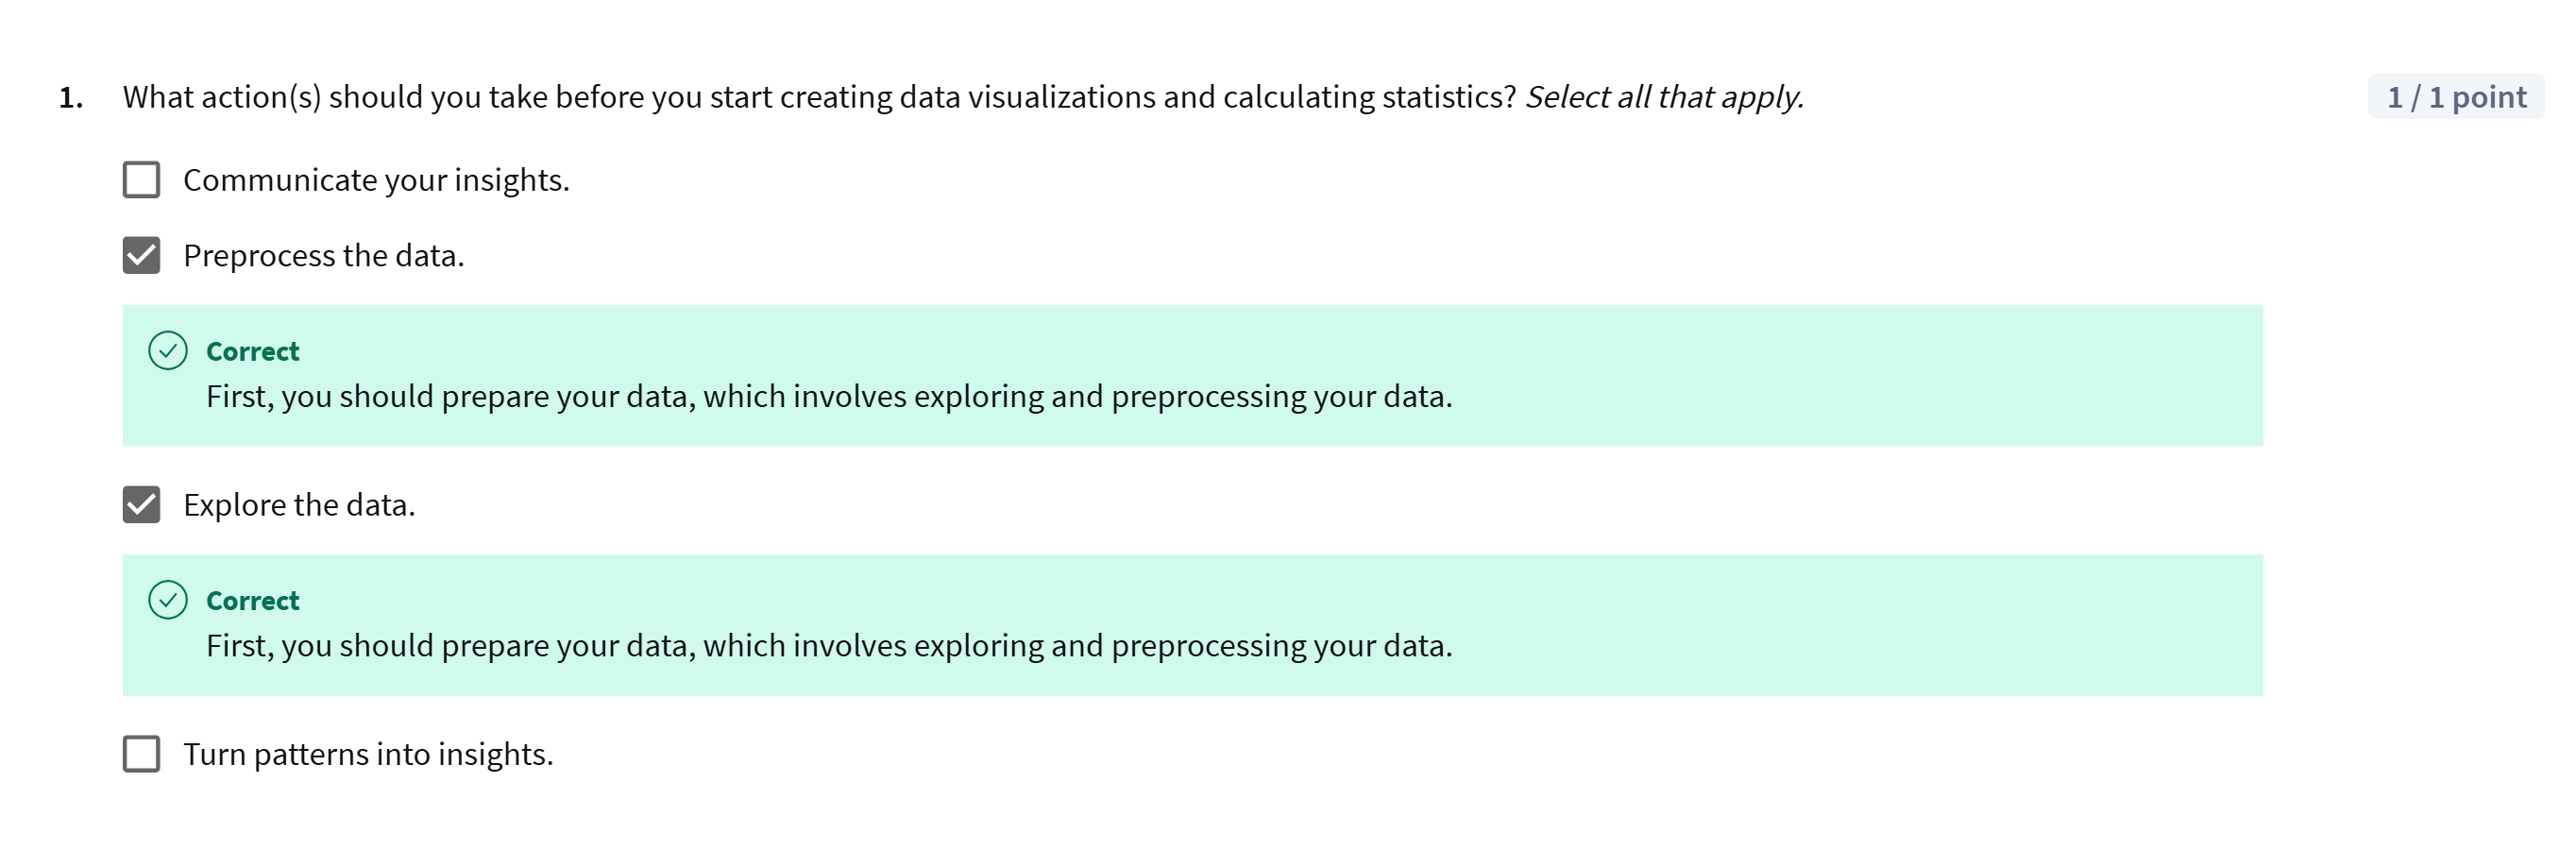 1. What action(s) should you take before you start creating data visualizations and calculating statistics? Select all that apply.
1 / 1 point
Communicate your insights.
Preprocess the data.
Correct
First, you should prepare your data, which involves exploring and preprocessing your data.
Explore the data.
Correct
First, you should prepare your data, which involves exploring and preprocessing your data.
Turn patterns into insights.